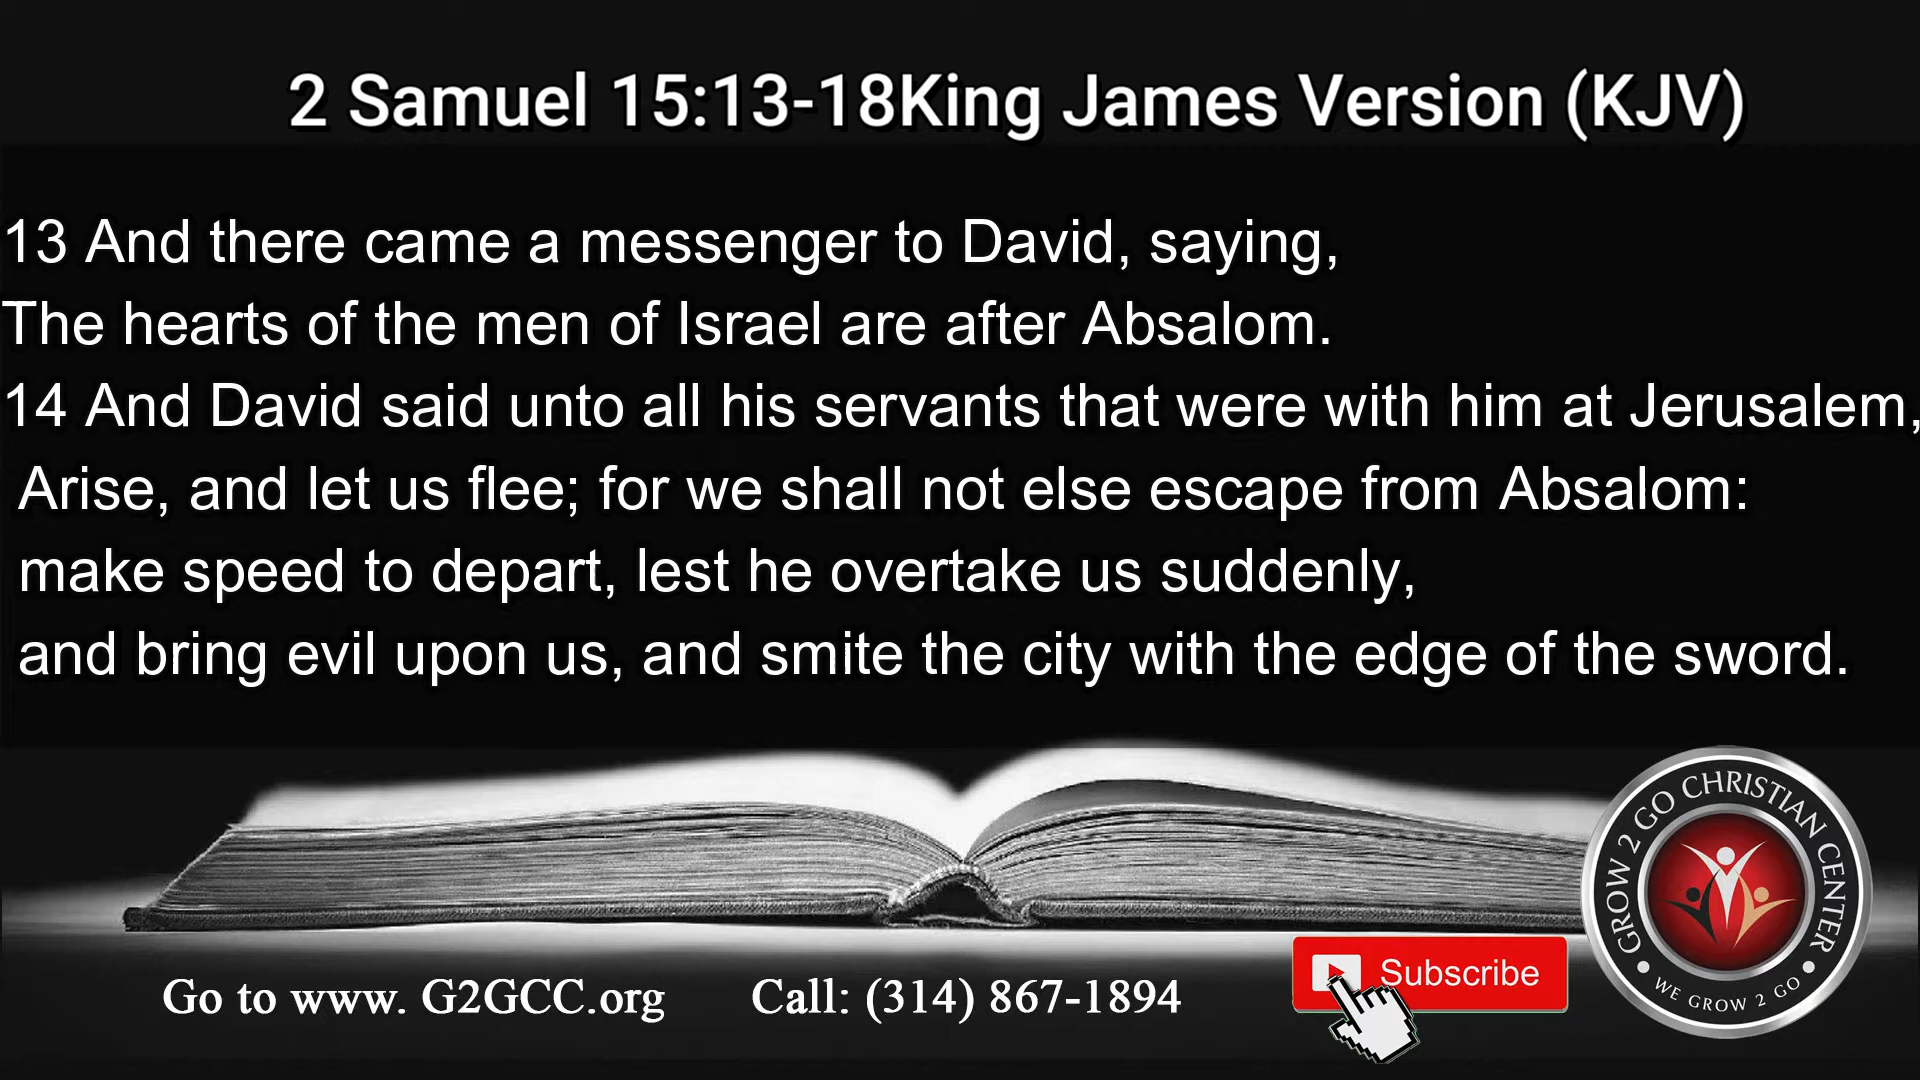 2 Samuel 15:13-18King James Version (KJV)
13 And there came a messenger to David, saying,
The hearts of the men of Israel are after Absalom.
14 And David said unto all his servants that were with him at Jerusalem,
Arise, and let us flee; for we shall not else escape from Absalom:
make speed to depart, lest he overtake us suddenly,
and bring evil upon us, and smite the city with the edge of the sword.
GROW 2 GO CHRISTIAN CENTER
WE GROW 2 GO
Subscribe
Go to www. G2GCC.org
Call: (314) 867-1894